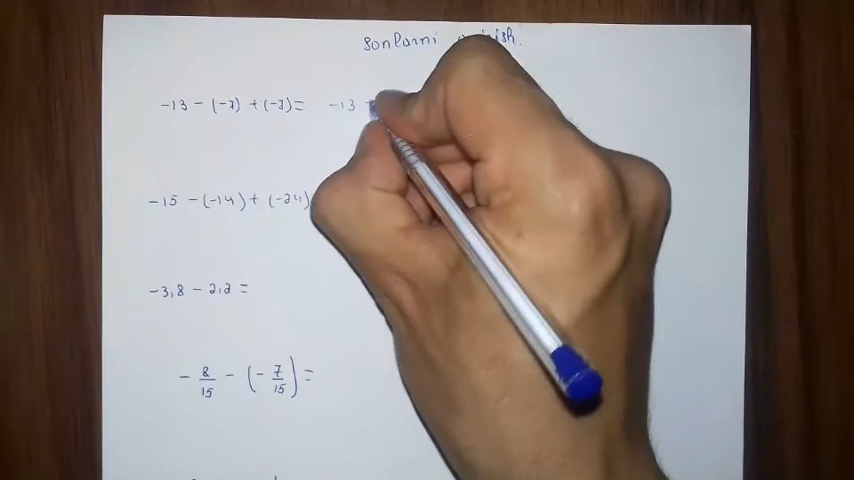 sonlarni
-13 - (-7) + (-7) = -13
-15 - (-14) + (-24)
-3,8 - 2,2 =
- 8/15 - (- 7/15) =